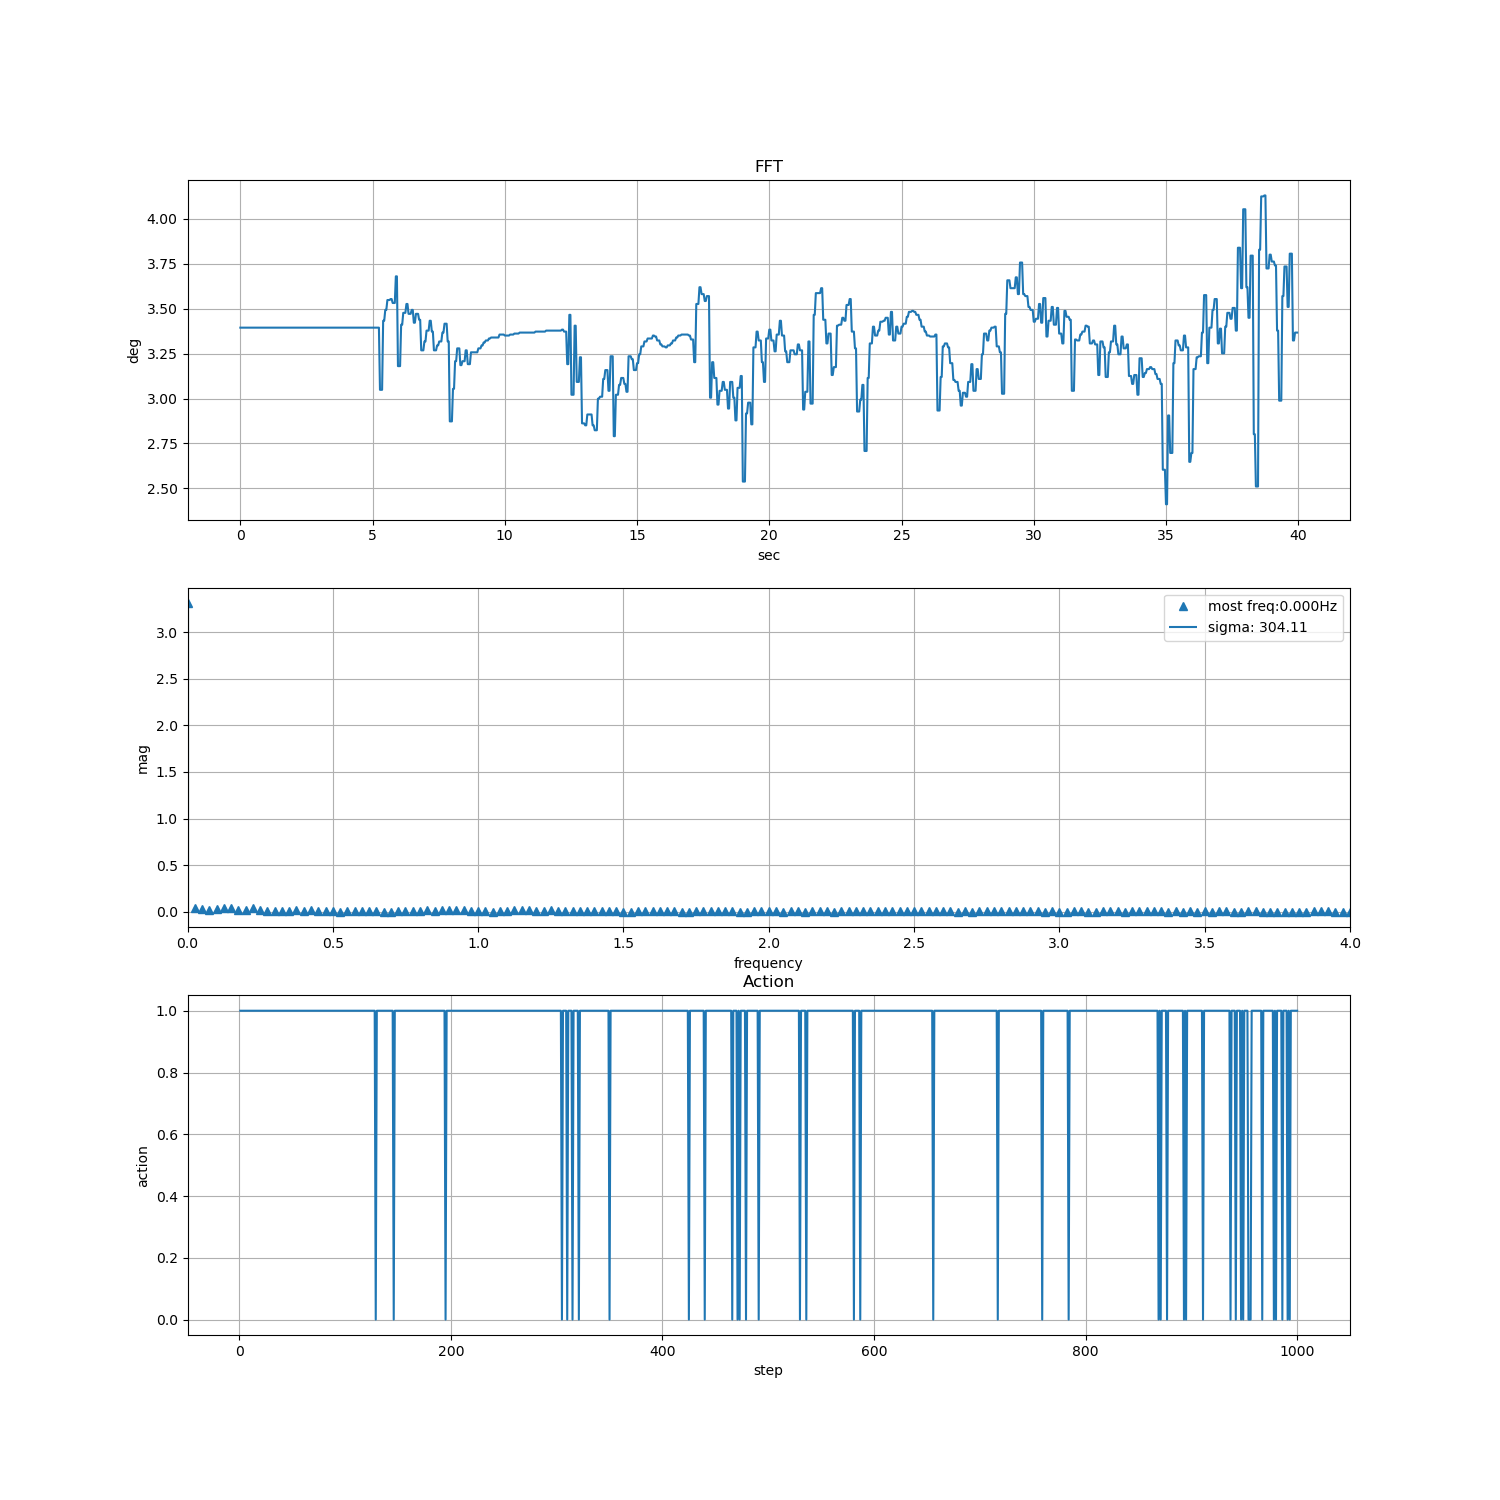 FFT
4.00
3.75
3.50
3.25
3.00
2.75
2.50
deg
0 5 10 15 20 25 30 35 40
sec
most freq:0.000Hz
sigma: 304.11
3.0
2.5
2.0
1.5
1.0
0.5
0.0
mag
0.0 0.5 1.0 1.5 2.0 2.5 3.0 3.5 4.0
frequency
Action
1.0
0.8
0.6
0.4
0.2
0.0
action
0 200 400 600 800 1000
step